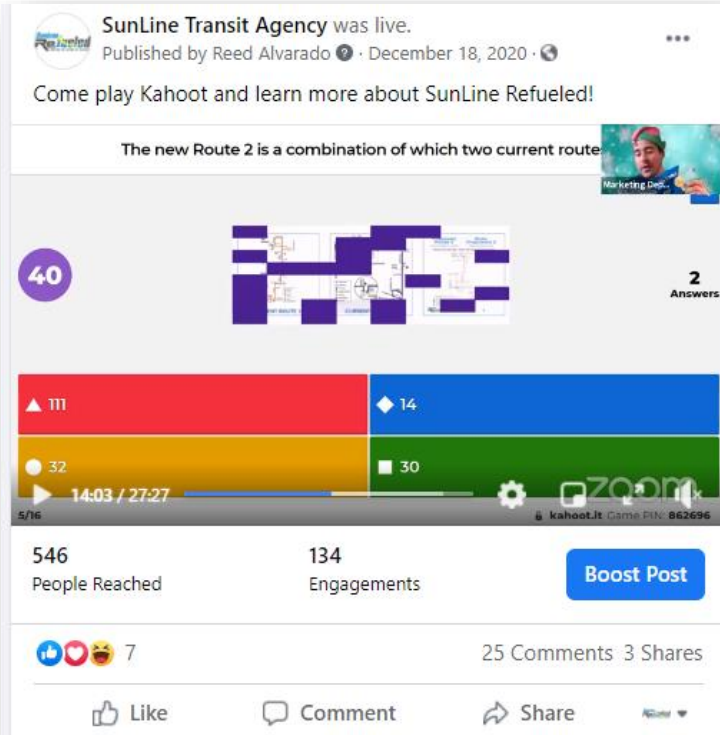 SunLine Transit Agency was live.
Published by Reed Alvarado · December 18, 2020 ·
Come play Kahoot and learn more about SunLine Refueled!
The new Route 2 is a combination of which two current route
Marketing Dep...
40
2
Answers
111
14
32
30
14:03 / 27:27
zoom
5/16
kahoot.it Game PIN: 862696
546
134
People Reached
Engagements
Boost Post
7
25 Comments 3 Shares
Like
Comment
Share